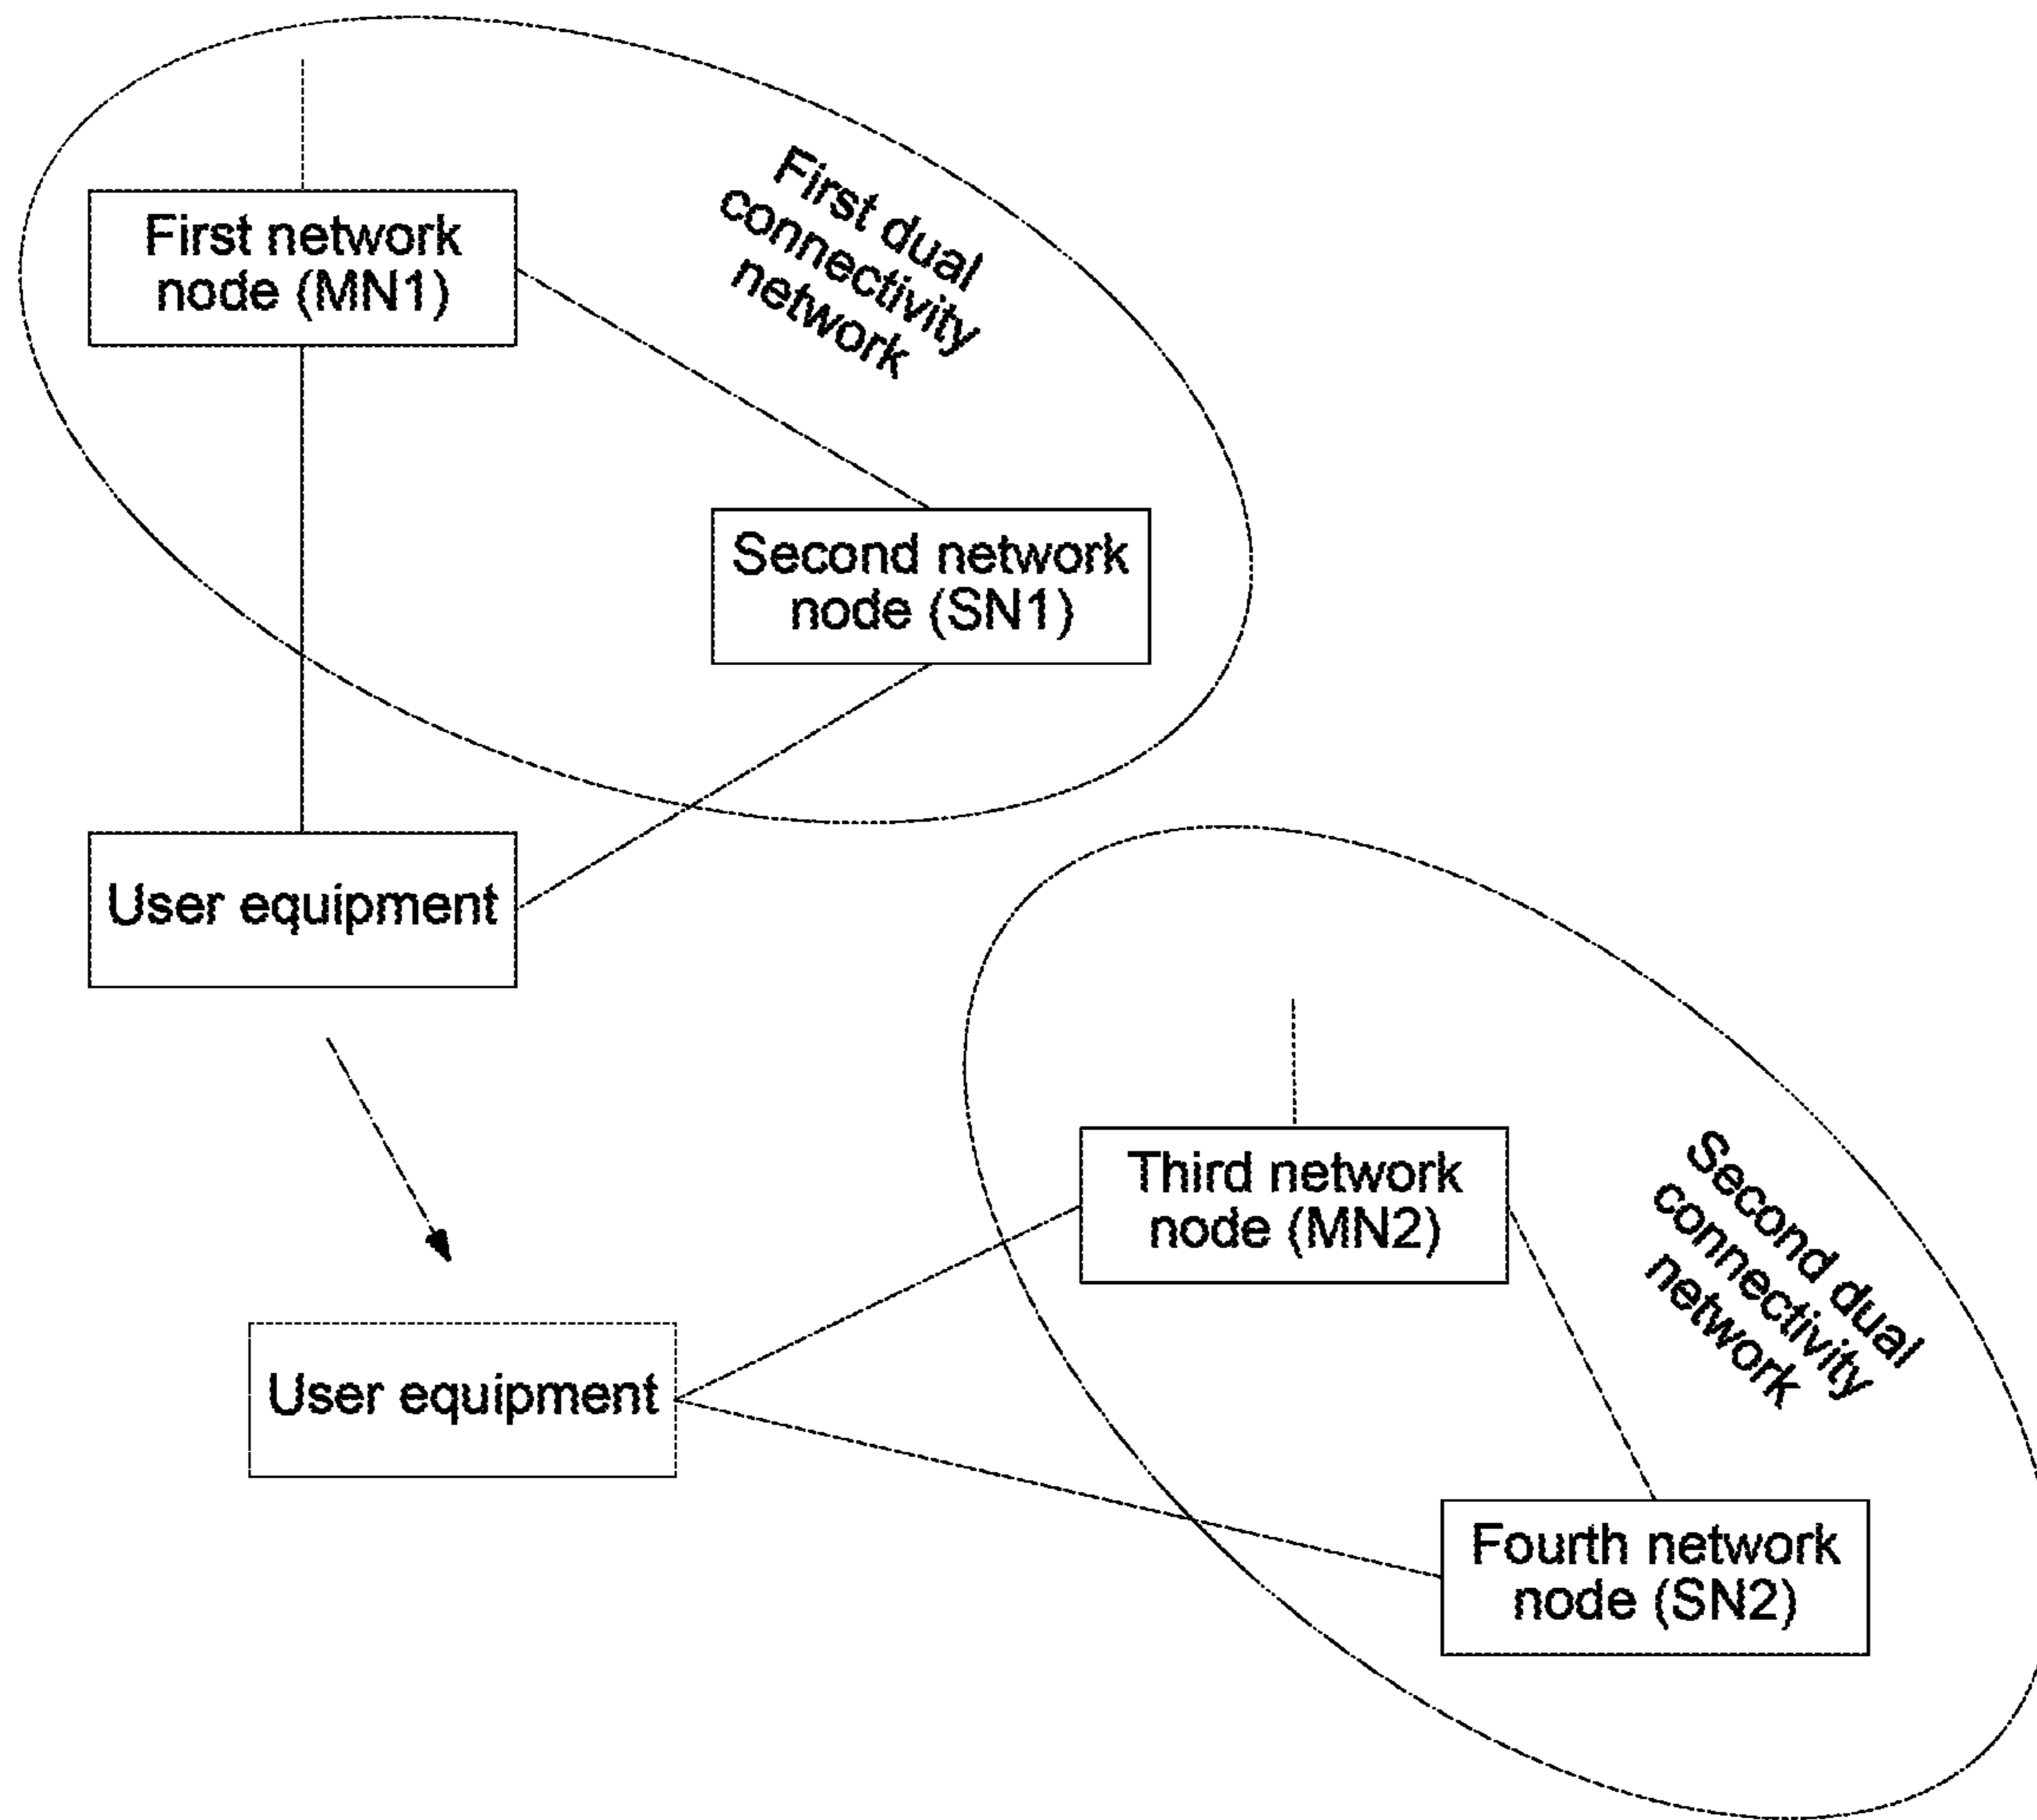 First network
node (MN1)
First dual
connectivity
network
Second network
node (SN1)
User equipment
Third network
node (MN2)
Second dual
connectivity
network
User equipment
Fourth network
node (SN2)